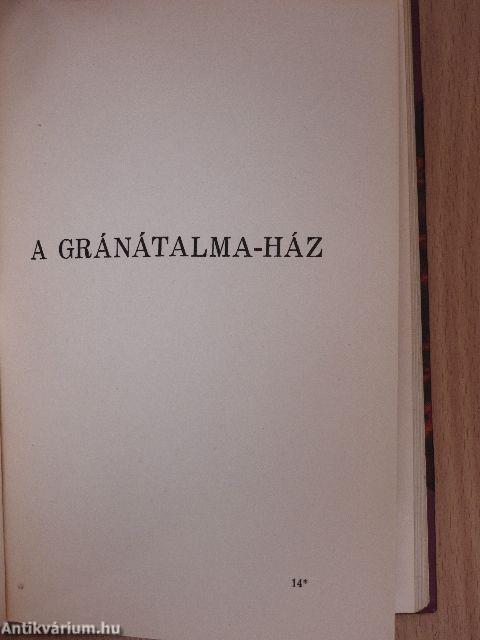 A GRÁNÁTALMA-HÁZ
14*
Antikvárium.hu